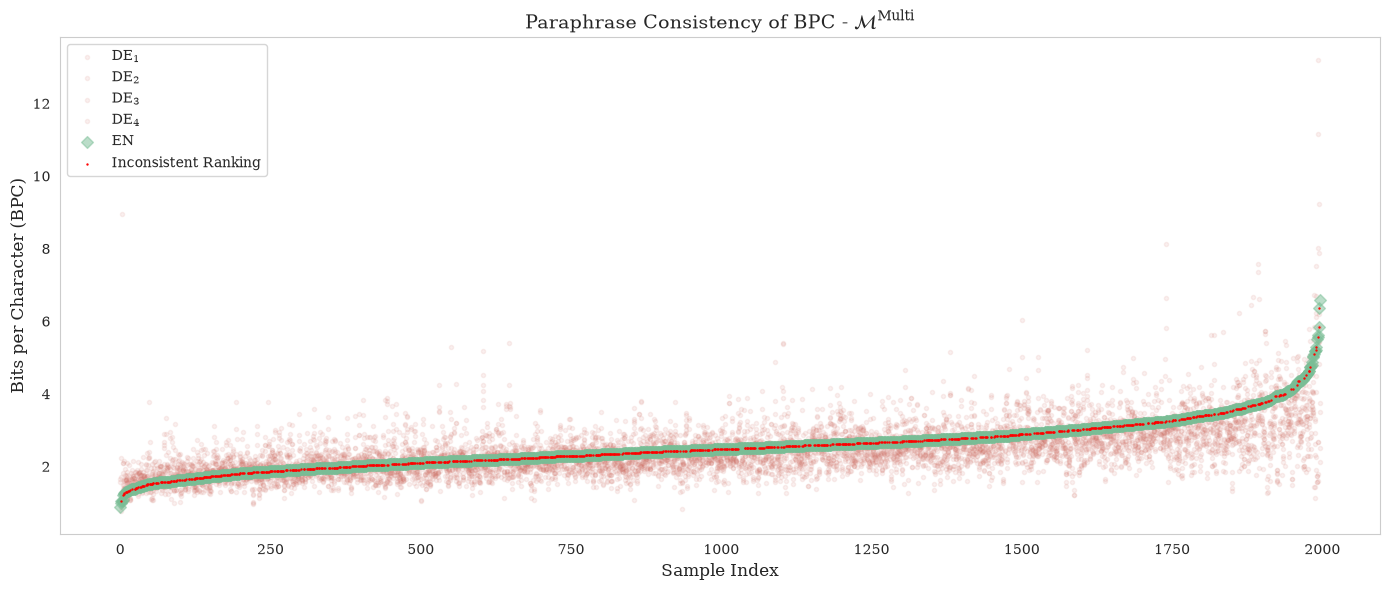 Paraphrase Consistency of BPC - 𝓜^Multi
DE₁
DE₂
DE₃
DE₄
EN
Inconsistent Ranking
Bits per Character (BPC)
12
10
8
6
4
2
0
250
500
750
1000
1250
1500
1750
2000
Sample Index